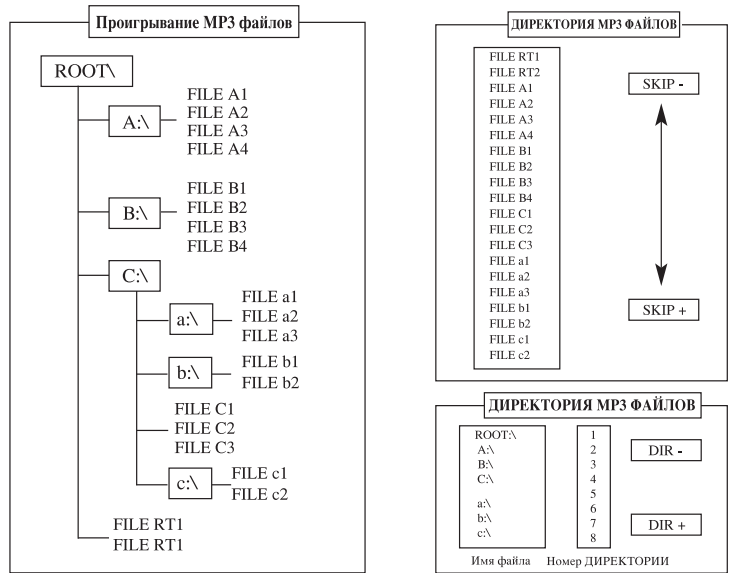 Проигрывание MP3 файлов
ROOT\
A:\
FILE A1
FILE A2
FILE A3
FILE A4
B:\
FILE B1
FILE B2
FILE B3
FILE B4
C:\
a:\
FILE a1
FILE a2
FILE a3
b:\
FILE b1
FILE b2
FILE C1
FILE C2
FILE C3
c:\
FILE c1
FILE c2
FILE RT1
FILE RT1
ДИРЕКТОРИЯ MP3 ФАЙЛОВ
FILE RT1
FILE RT2
FILE A1
FILE A2
FILE A3
FILE A4
FILE B1
FILE B2
FILE B3
FILE B4
FILE C1
FILE C2
FILE C3
FILE a1
FILE a2
FILE a3
FILE b1
FILE b2
FILE c1
FILE c2
SKIP -
SKIP +
ДИРЕКТОРИЯ MP3 ФАЙЛОВ
ROOT:\ 1
A:\ 2
B:\ 3
C:\ 4
5
a:\ 6
b:\ 7
c:\ 8
DIR -
DIR +
Имя файла Номер ДИРЕКТОРИИ